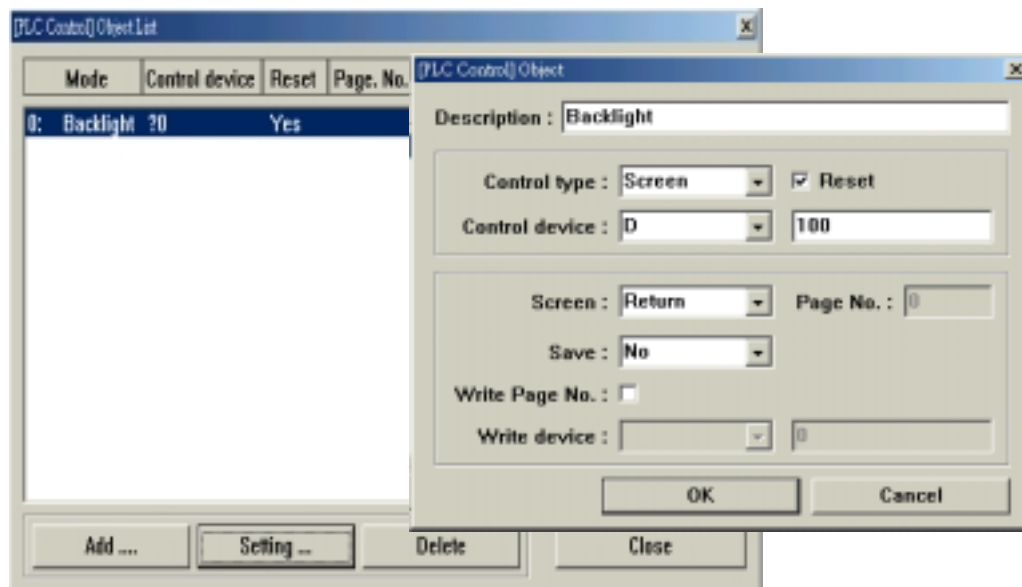 [PLC Control] Object List
Mode Control device Reset Page. No.
0: Backlight ?0 Yes
Add .... Setting ... Delete Close
[PLC Control] Object
Description : Backlight
Control type : Screen Reset
Control device : D 100
Screen : Return Page No. : 0
Save : No
Write Page No. :
Write device : 0
OK Cancel